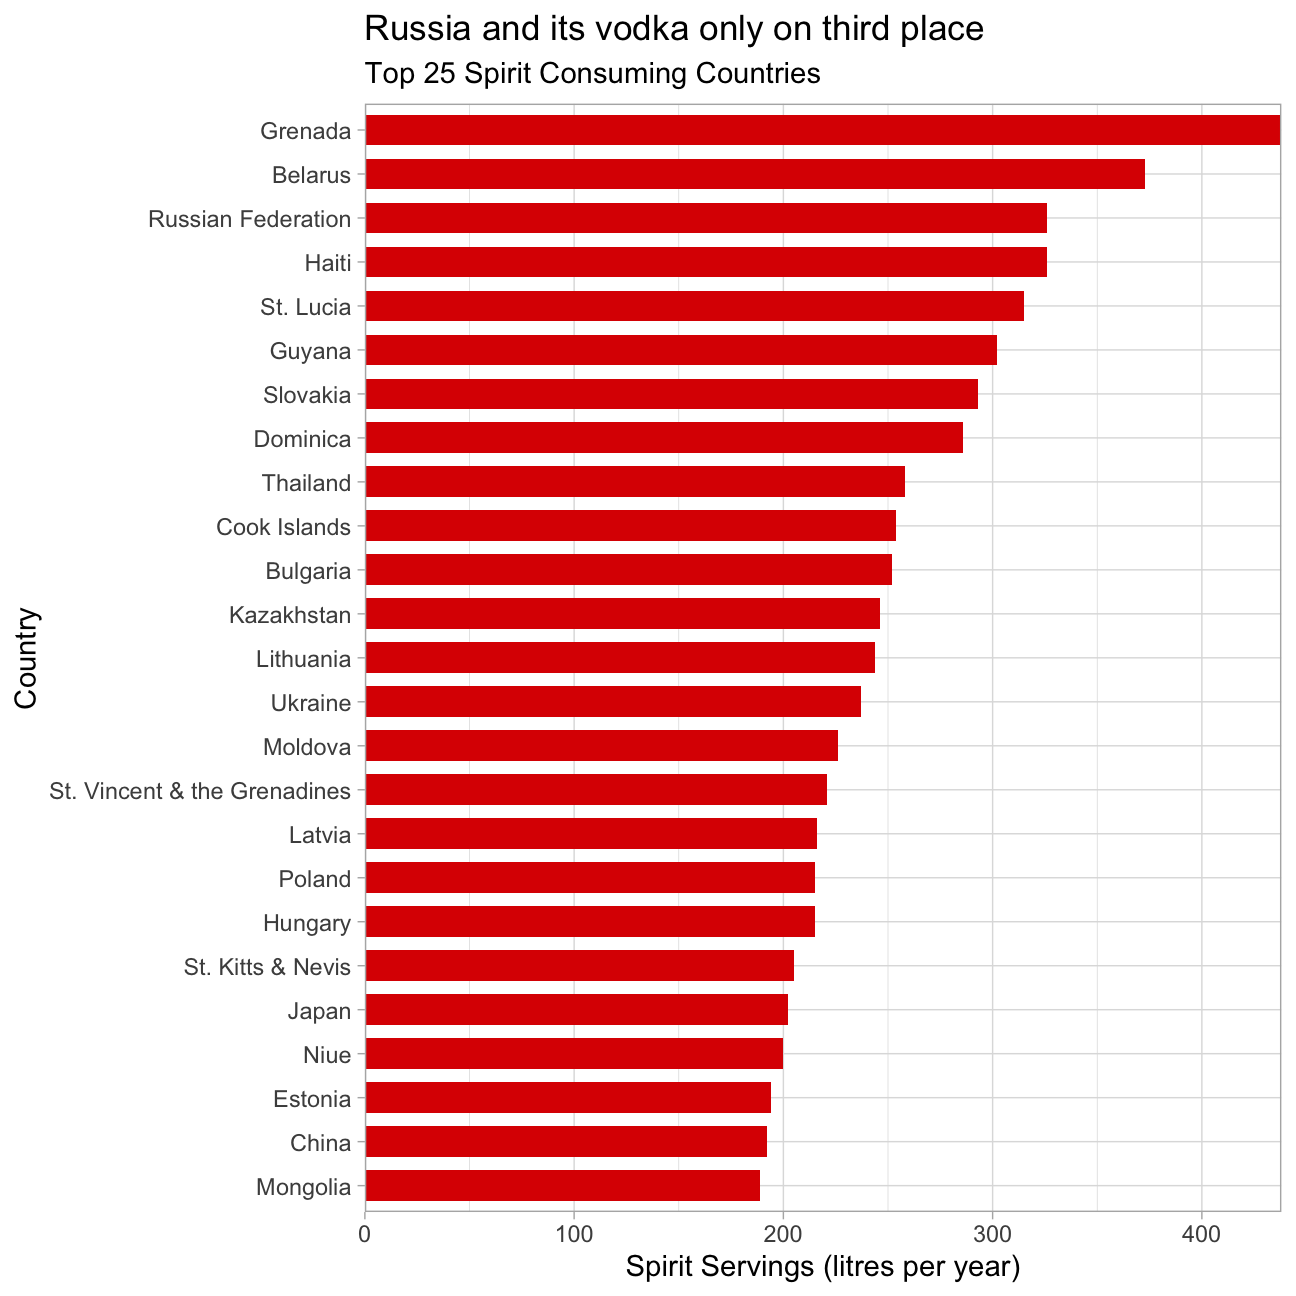 Russia and its vodka only on third place
Top 25 Spirit Consuming Countries
Country
Grenada
Belarus
Russian Federation
Haiti
St. Lucia
Guyana
Slovakia
Dominica
Thailand
Cook Islands
Bulgaria
Kazakhstan
Lithuania
Ukraine
Moldova
St. Vincent & the Grenadines
Latvia
Poland
Hungary
St. Kitts & Nevis
Japan
Niue
Estonia
China
Mongolia
0 100 200 300 400
Spirit Servings (litres per year)